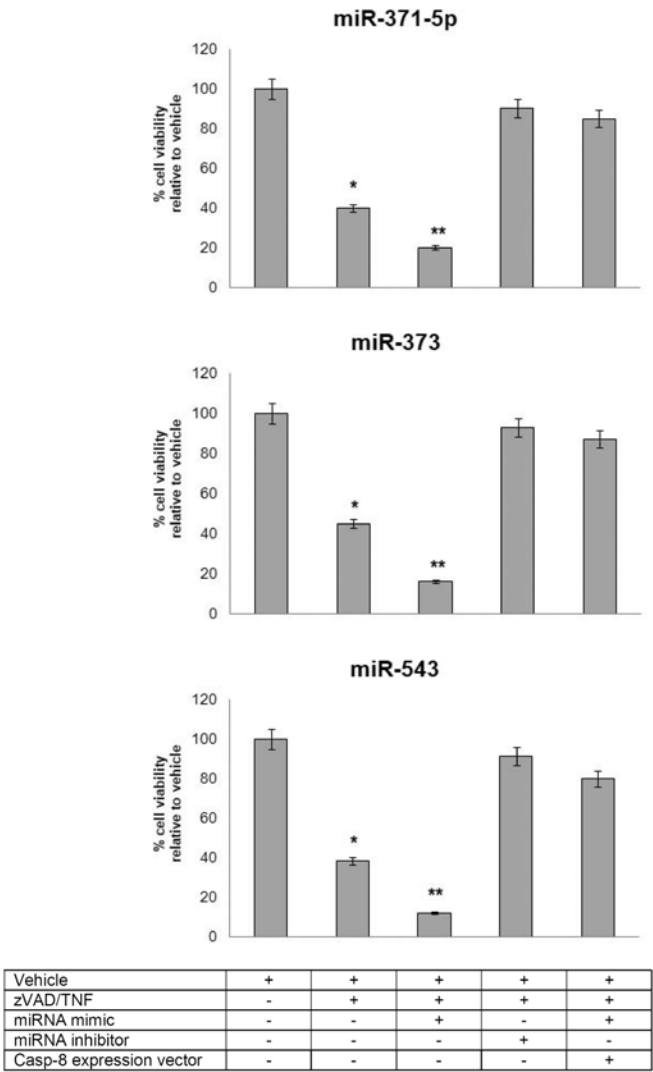 miR-371-5p
% cell viability
relative to vehicle
120
100
80
60
40
20
0
*
**
miR-373
% cell viability
relative to vehicle
120
100
80
60
40
20
0
*
**
miR-543
% cell viability
relative to vehicle
120
100
80
60
40
20
0
*
**
Vehicle + + + + +
zVAD/TNF - + + + +
miRNA mimic - - + - +
miRNA inhibitor - - - + -
Casp-8 expression vector - - - - +